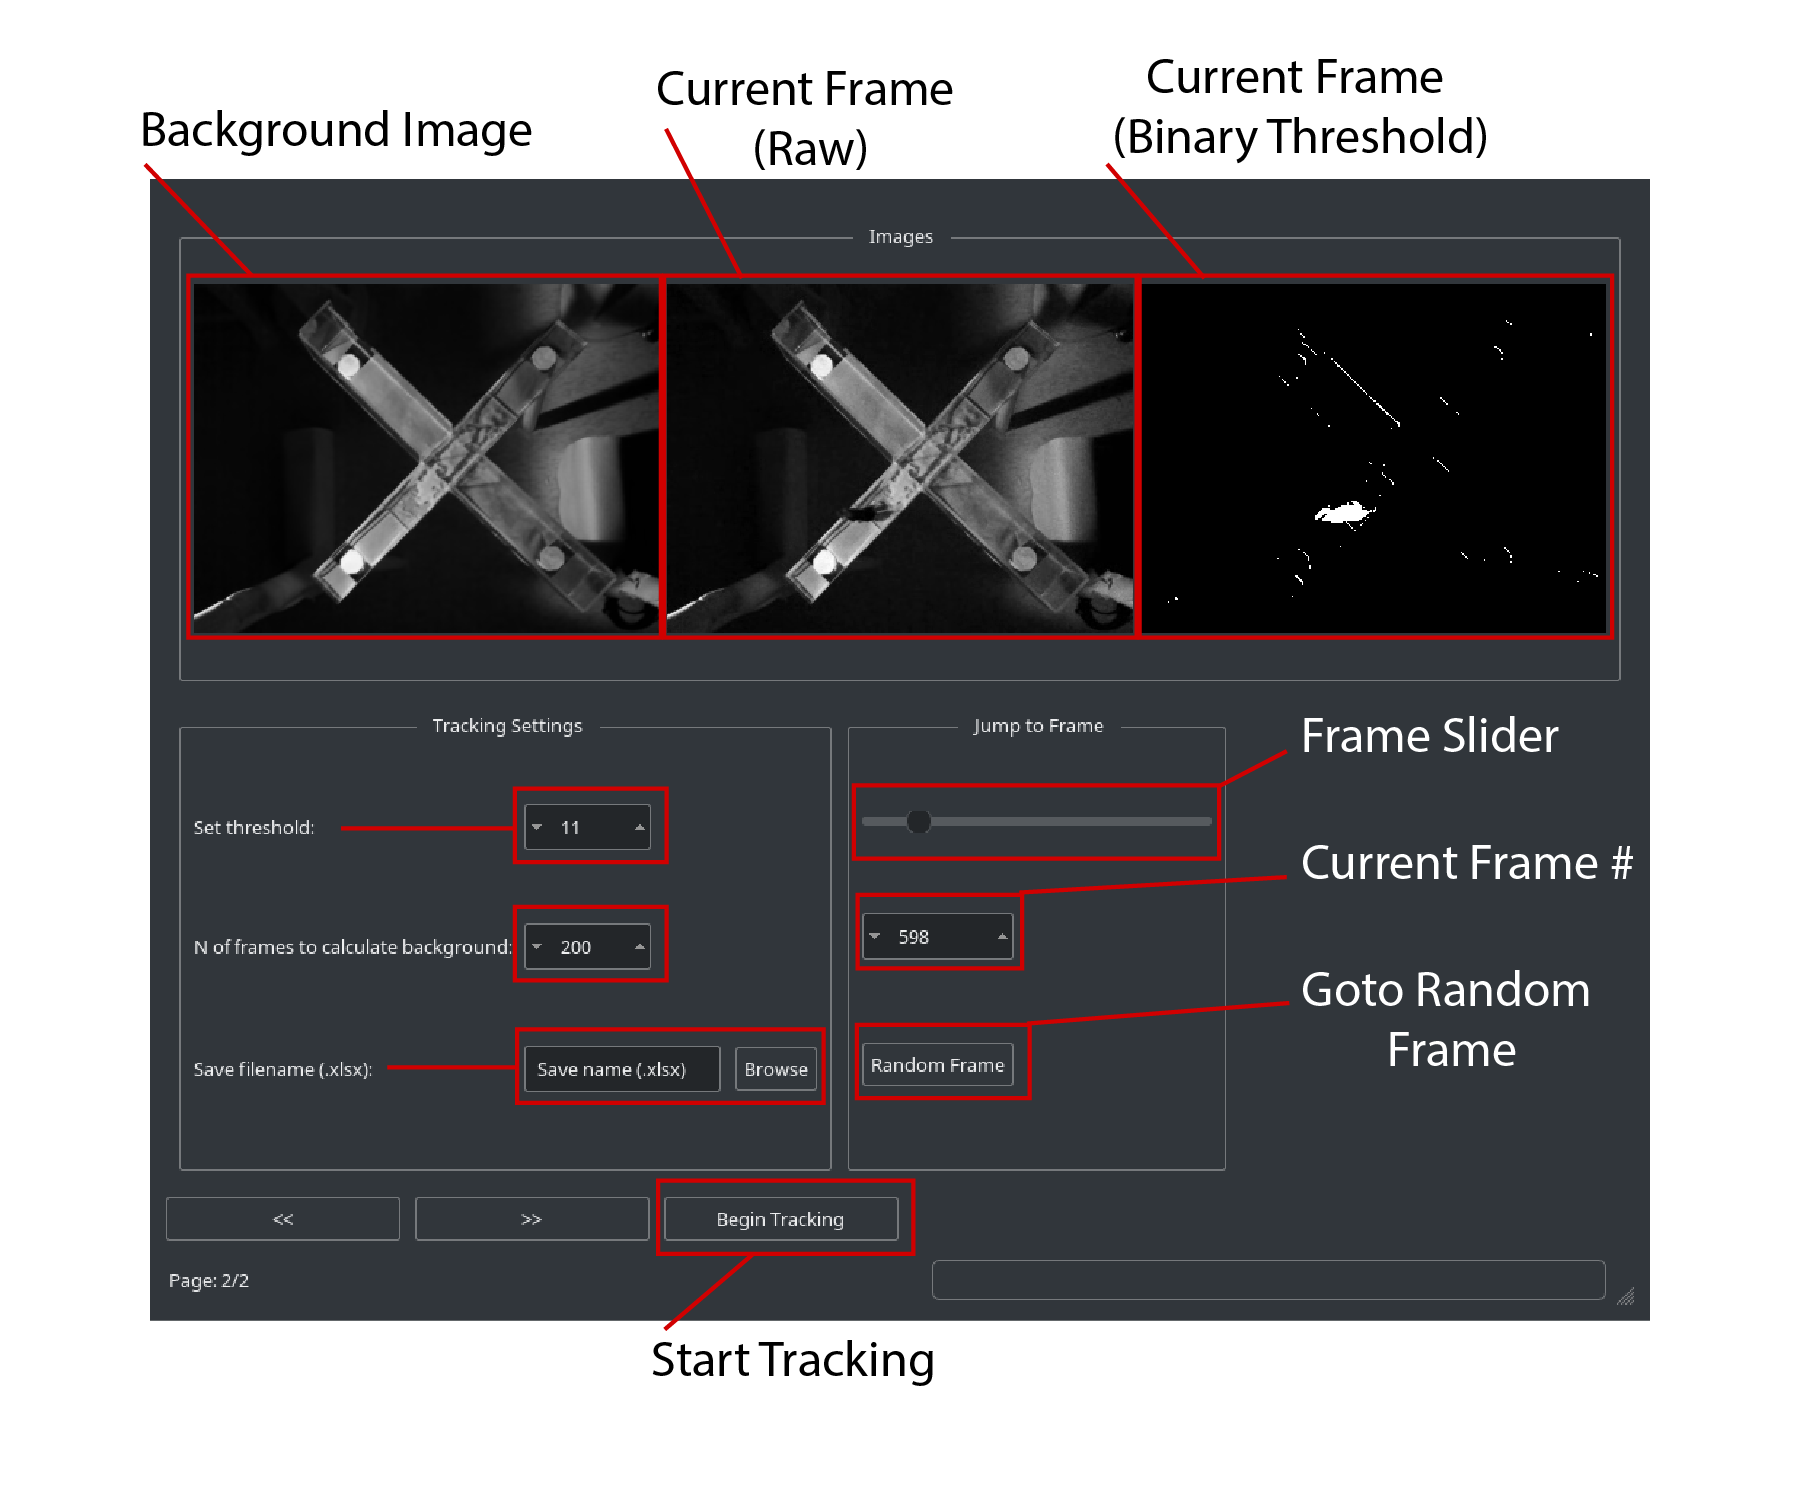 Background Image
Current Frame
(Raw)
Current Frame
(Binary Threshold)
Images
Tracking Settings
Set threshold:
11
N of frames to calculate background:
200
Save filename (.xlsx):
Save name (.xlsx)
Browse
Jump to Frame
598
Random Frame
Frame Slider
Current Frame #
Goto Random
Frame
<<
>>
Begin Tracking
Page: 2/2
Start Tracking